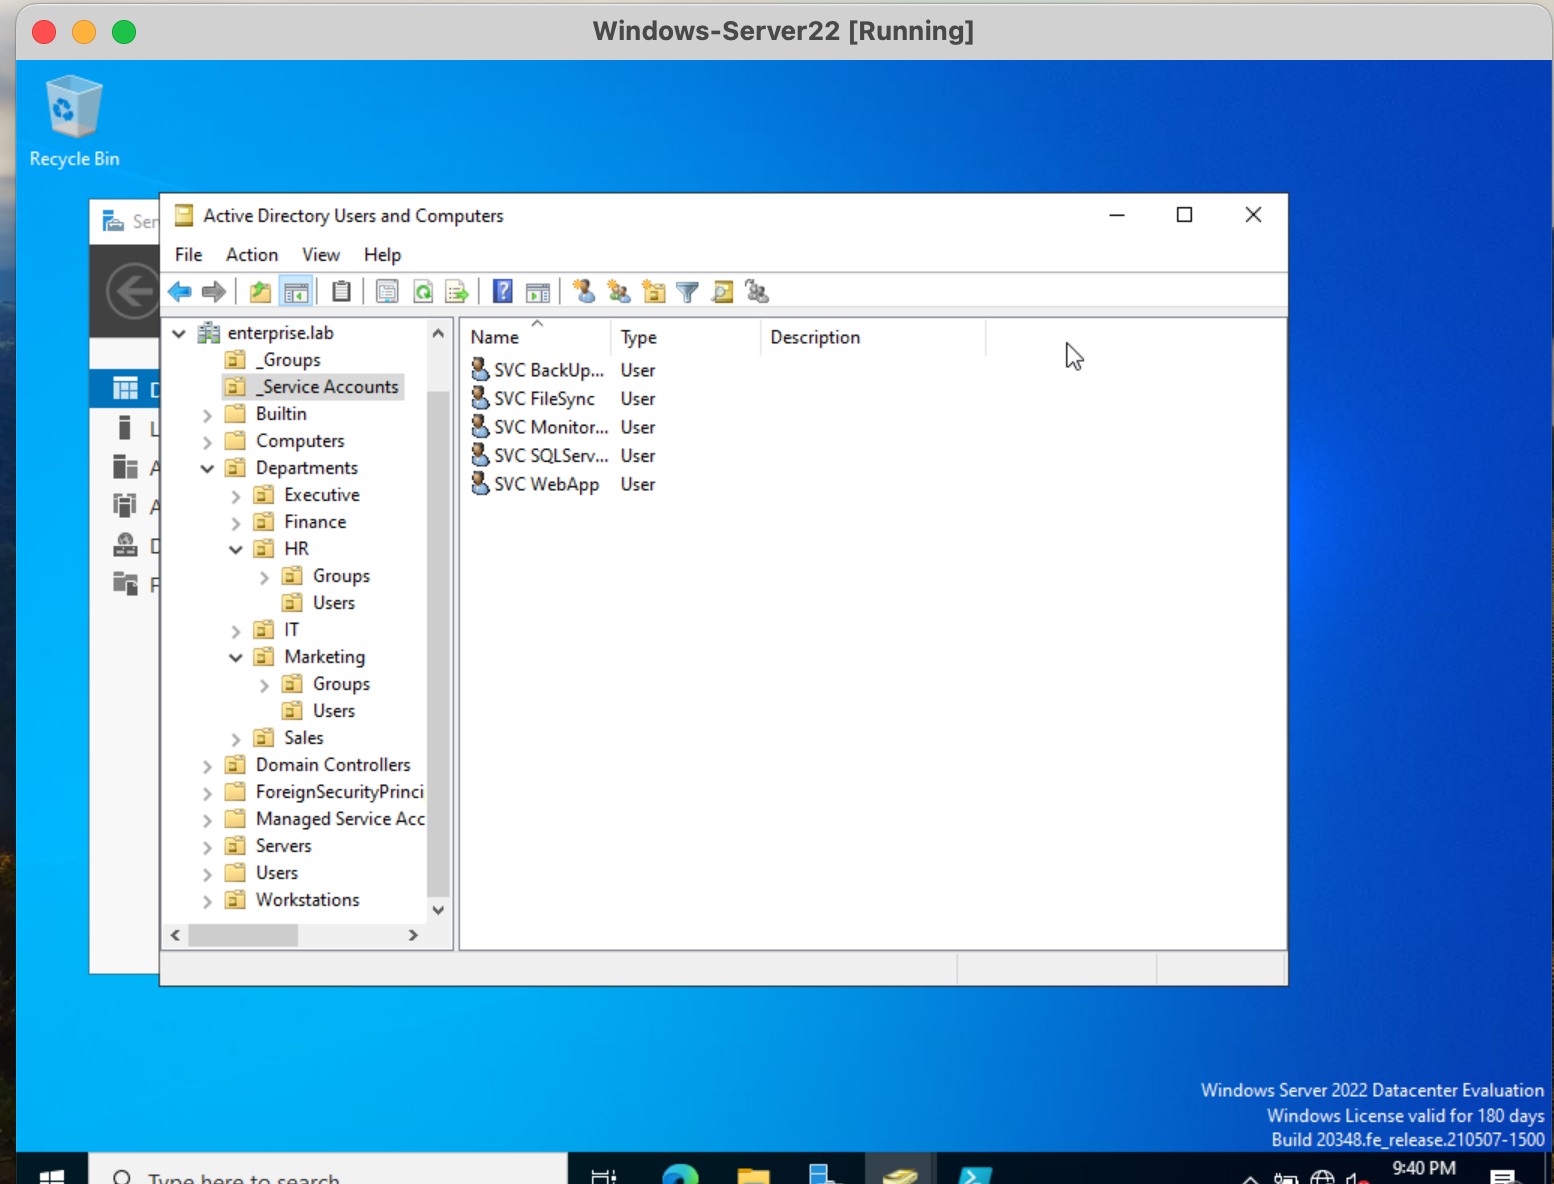 Windows-Server22 [Running]
Recycle Bin
Ser
Active Directory Users and Computers
File Action View Help
enterprise.lab
_Groups
_Service Accounts
Builtin
Computers
Departments
Executive
Finance
HR
Groups
Users
IT
Marketing
Groups
Users
Sales
Domain Controllers
ForeignSecurityPrinci
Managed Service Acc
Servers
Users
Workstations
Name Type Description
SVC BackUp... User
SVC FileSync User
SVC Monitor... User
SVC SQLServ... User
SVC WebApp User
Windows Server 2022 Datacenter Evaluation
Windows License valid for 180 days
Build 20348.fe_release.210507-1500
Type here to search
9:40 PM